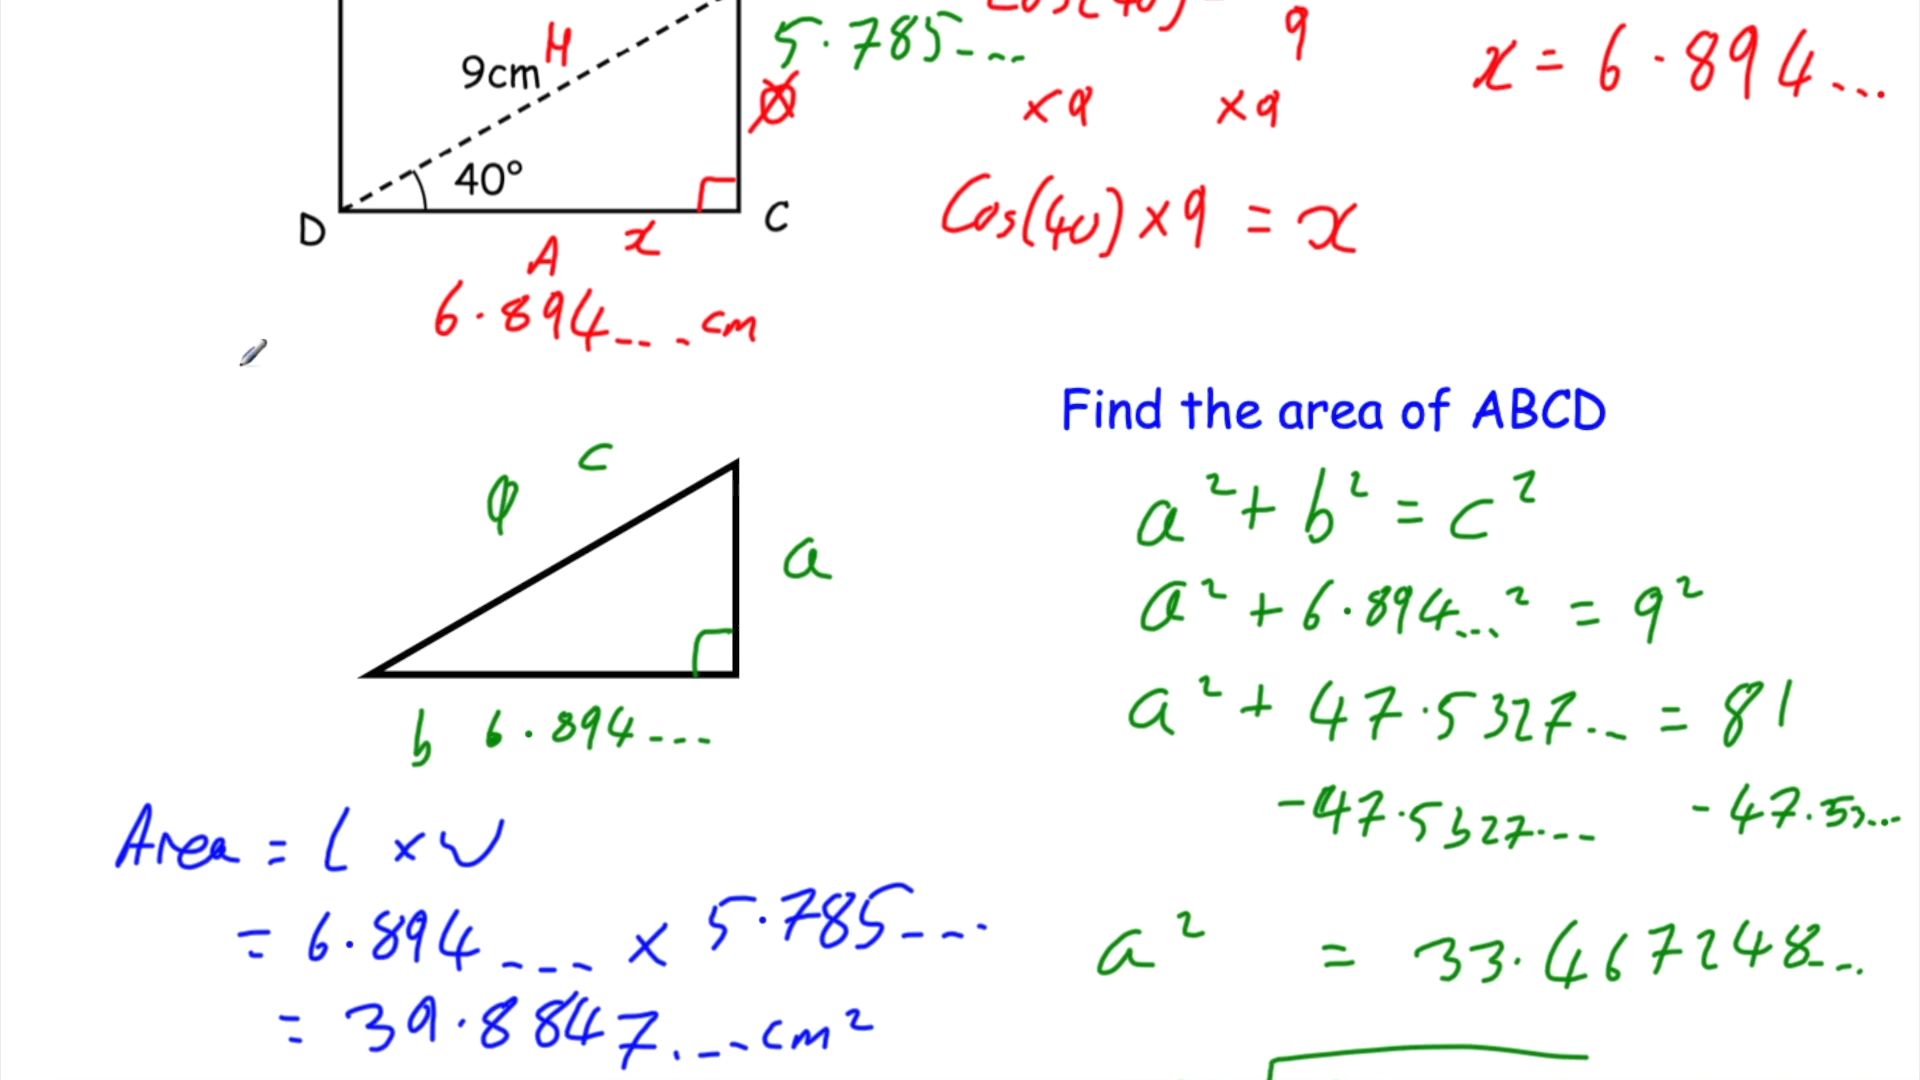 9cm H
5.785...
9
x = 6.894...
×9 ×9
40°
Cos(40) × 9 = x
D
C
A x
6.894... cm
Find the area of ABCD
c
9
a
b 6.894...
a² + b² = c²
a² + 6.894...² = 9²
a² + 47.5327... = 81
-47.5327... -47.53...
a² = 33.467248...
Area = L × W
= 6.894... × 5.785...
= 39.8847... cm²